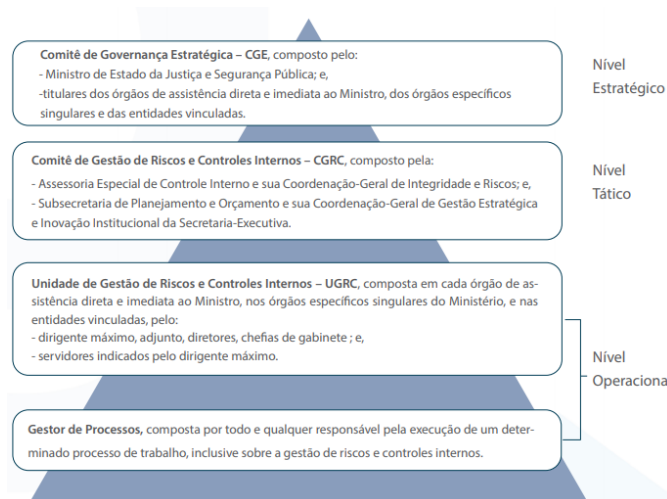 Comitê de Governança Estratégica – CGE, composto pelo:
- Ministro de Estado da Justiça e Segurança Pública; e,
-titulares dos órgãos de assistência direta e imediata ao Ministro, dos órgãos específicos
singulares e das entidades vinculadas.
Nível
Estratégico
Comitê de Gestão de Riscos e Controles Internos – CGRC, composto pela:
- Assessoria Especial de Controle Interno e sua Coordenação-Geral de Integridade e Riscos; e,
- Subsecretaria de Planejamento e Orçamento e sua Coordenação-Geral de Gestão Estratégica
e Inovação Institucional da Secretaria-Executiva.
Nível
Tático
Unidade de Gestão de Riscos e Controles Internos – UGRC, composta em cada órgão de as-
sistência direta e imediata ao Ministro, nos órgãos específicos singulares do Ministério, e nas
entidades vinculadas, pelo:
- dirigente máximo, adjunto, diretores, chefias de gabinete ; e,
- servidores indicados pelo dirigente máximo.
Nível
Operaciona
Gestor de Processos, composta por todo e qualquer responsável pela execução de um deter-
minado processo de trabalho, inclusive sobre a gestão de riscos e controles internos.